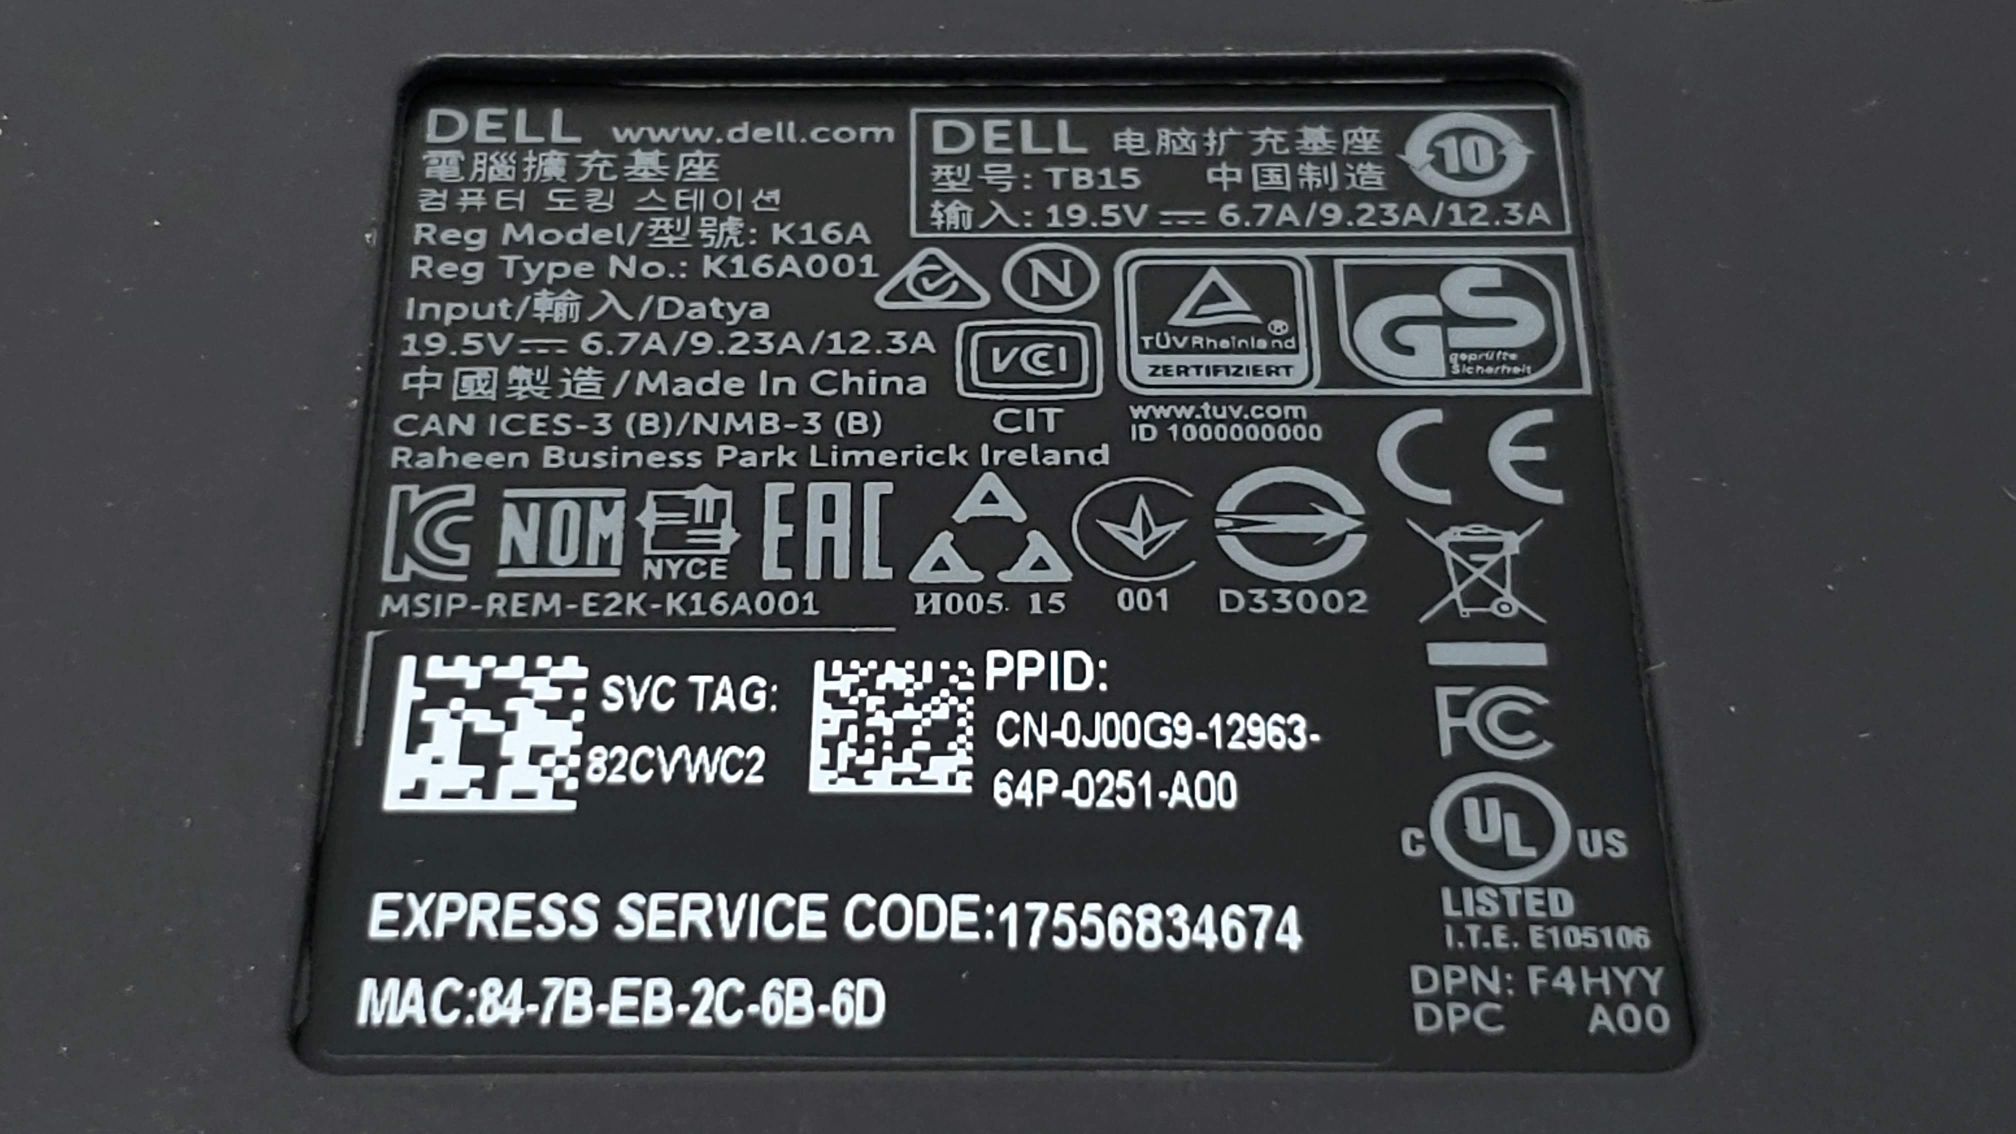 DELL www.dell.com
電腦擴充基座
컴퓨터 도킹 스테이션
Reg Model/型號: K16A
Reg Type No.: K16A001
Input/輸入/Datya
19.5V⎓ 6.7A/9.23A/12.3A
中國製造/Made In China
CAN ICES-3 (B)/NMB-3 (B)
Raheen Business Park Limerick Ireland
DELL 电脑扩充基座 10
型号: TB15 中国制造
输入: 19.5V⎓ 6.7A/9.23A/12.3A
N
VCCI
CIT
TÜVRheinland®
ZERTIFIZIERT
www.tuv.com
ID 1000000000
GS
geprüfte
Sicherheit
CE
KC NOM NYCE EAC
MSIP-REM-E2K-K16A001
И005 15
001
D33002
SVC TAG:
82CVWC2
PPID:
CN-0J00G9-12963-
64P-0251-A00
EXPRESS SERVICE CODE:17556834674
MAC:84-7B-EB-2C-6B-6D
FC
C UL US
LISTED
I.T.E. E105106
DPN: F4HYY
DPC A00